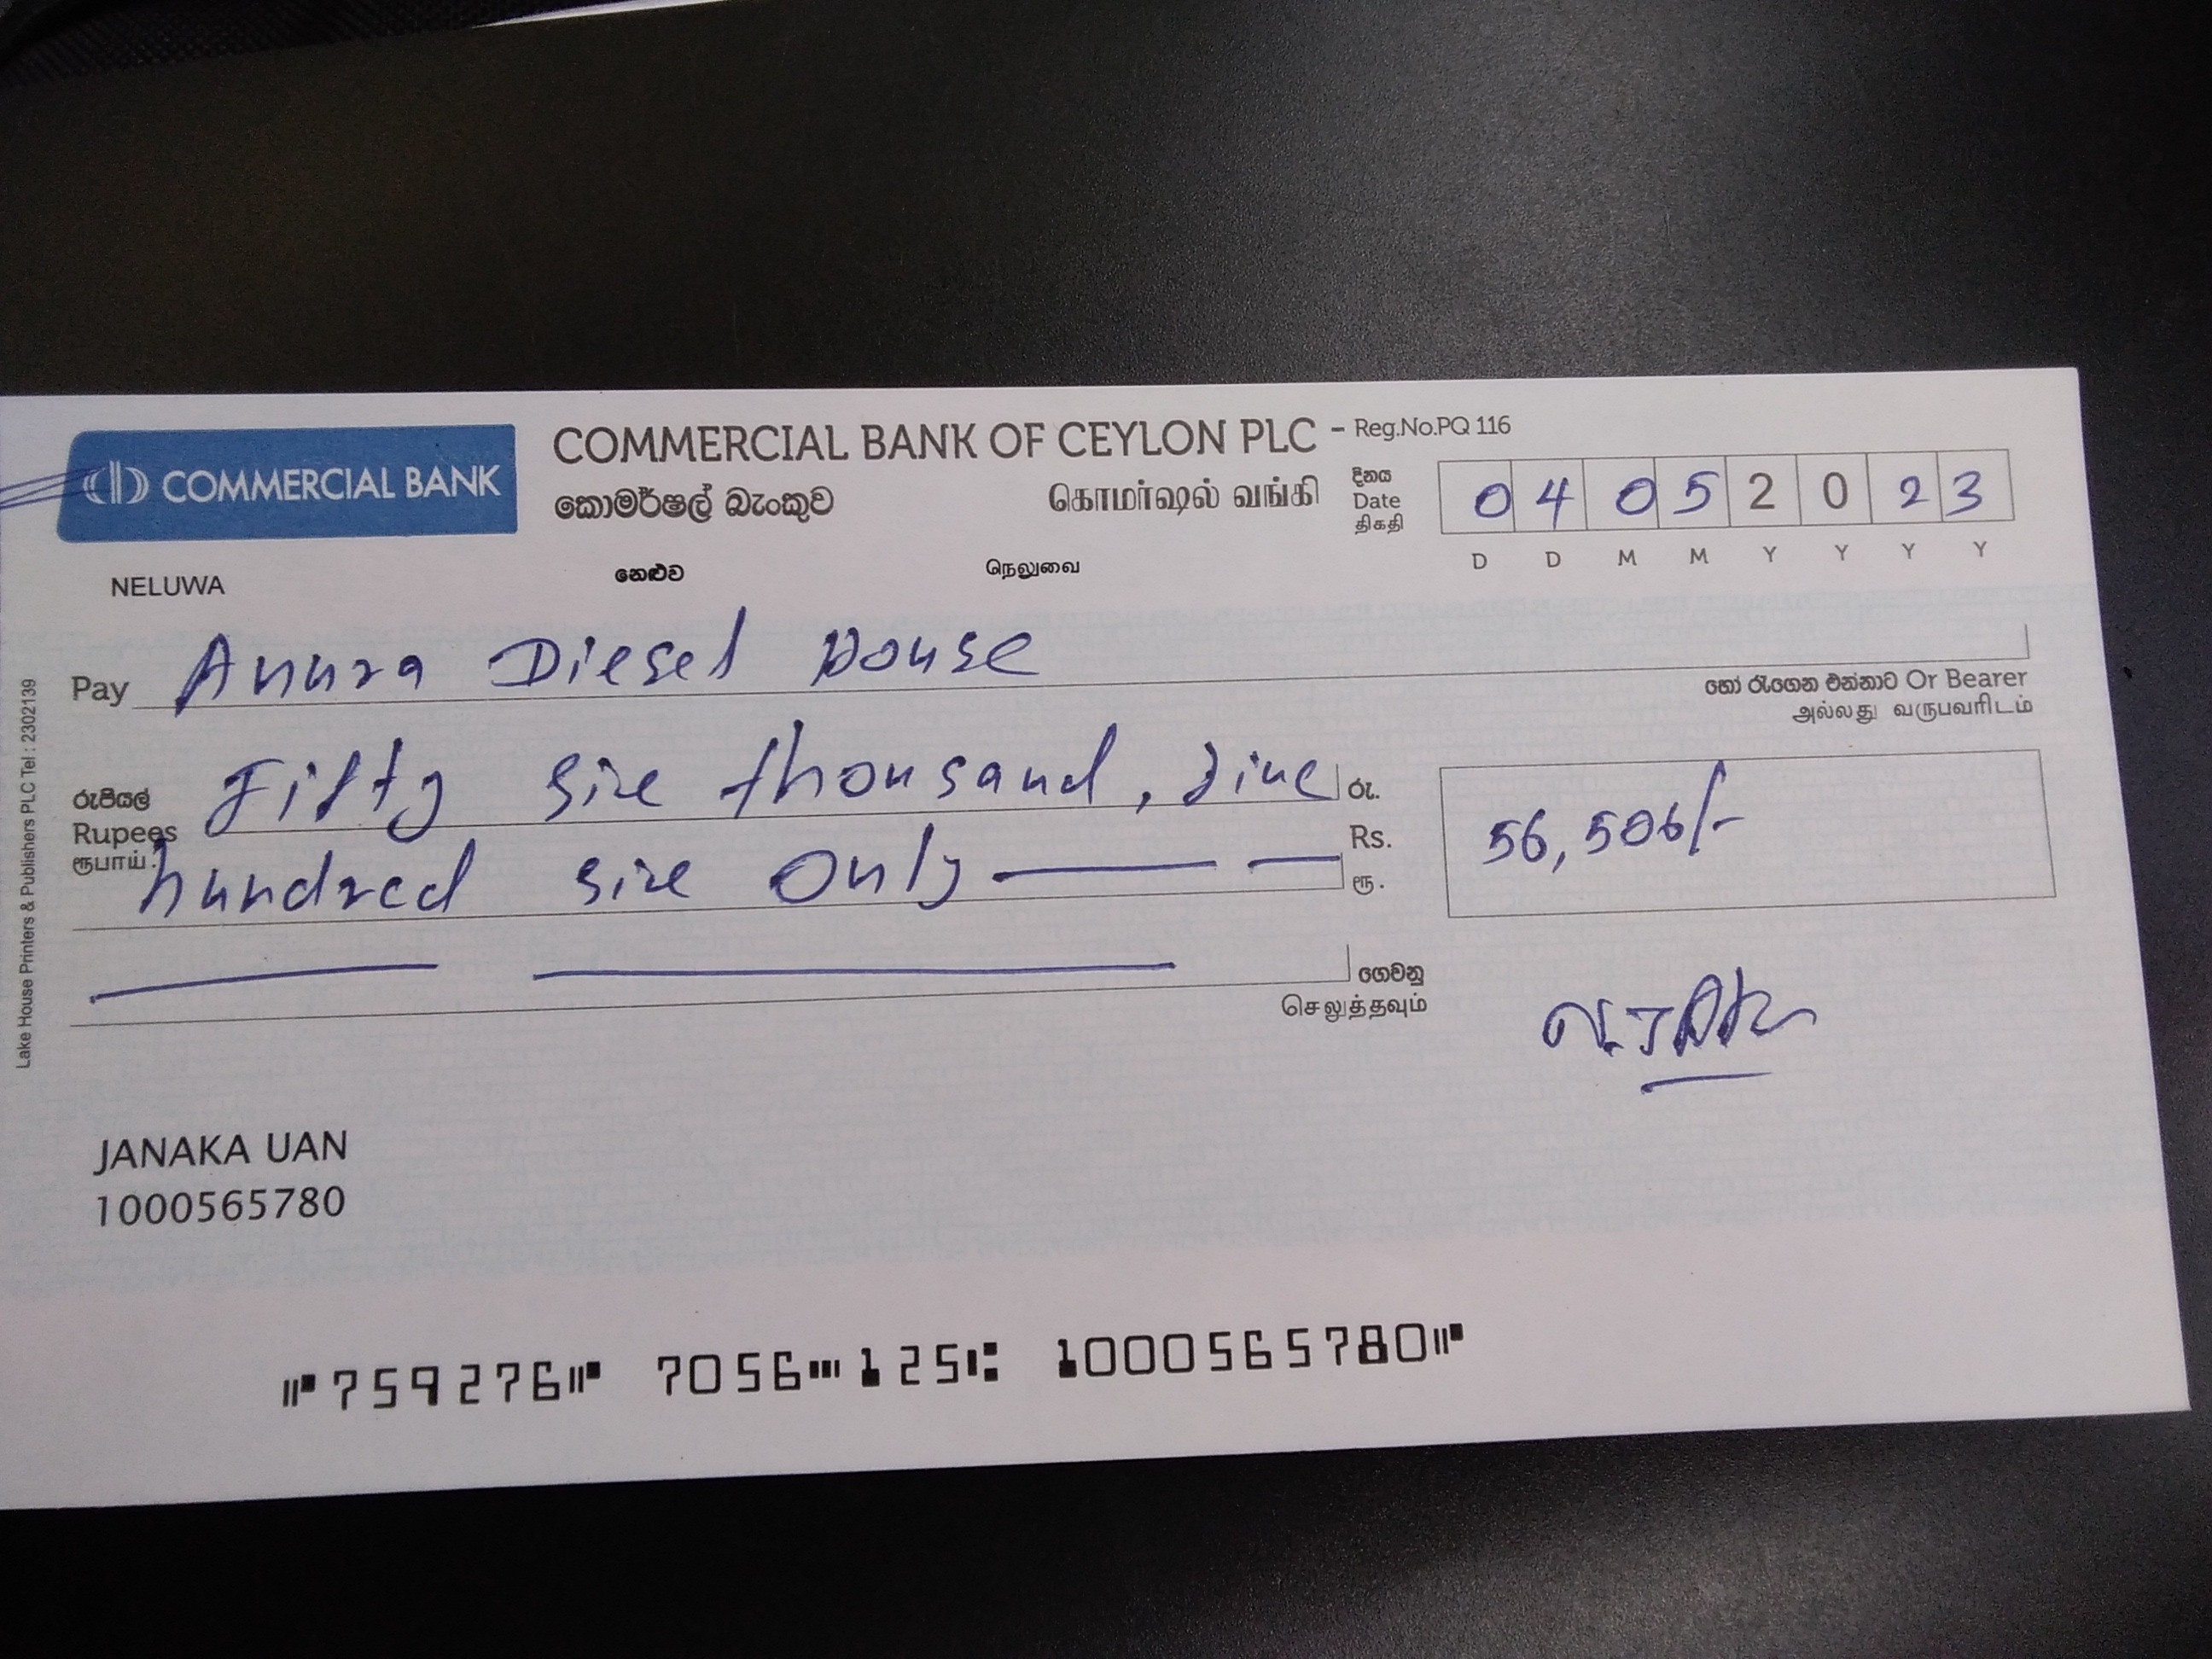 COMMERCIAL BANK
COMMERCIAL BANK OF CEYLON PLC - Reg.No.PQ 116
කොමර්ෂල් බැංකුව கொமர்ஷல் வங்கி
දිනය
Date
திகதி
0 4 0 5 2 0 2 3
D D M M Y Y Y Y
NELUWA නෙළුව நெலுவை
Pay Anura Diesel House
හෝ රැගෙන එන්නාට Or Bearer
அல்லது வருபவரிடம்
රුපියල්
Rupees
ரூபாய்
Fifty six thousand, five
hundred six only
රු.
Rs.
ரூ.
56,506/-
ගෙවනු
செலுத்தவும்
JANAKA UAN
1000565780
759276 7056 125 1000565780
Lake House Printers & Publishers PLC Tel : 2302139